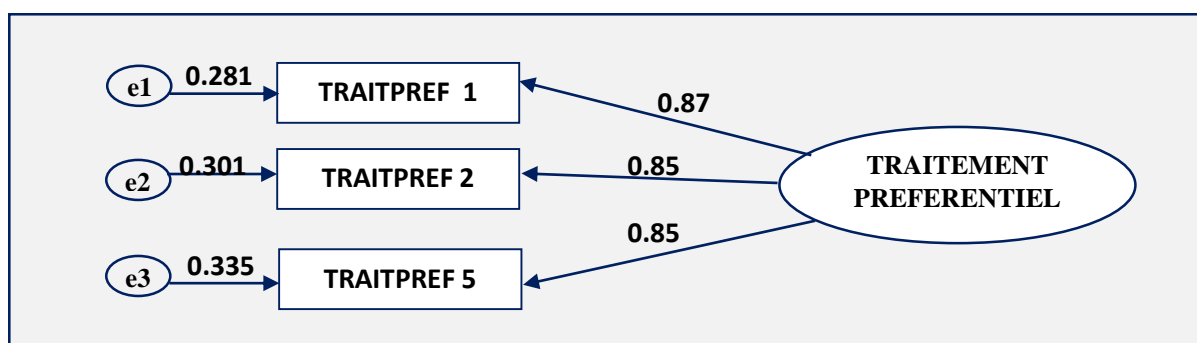 e1
0.281
TRAITPREF 1
0.87
e2
0.301
TRAITPREF 2
0.85
TRAITEMENT
PREFERENTIEL
0.85
e3
0.335
TRAITPREF 5